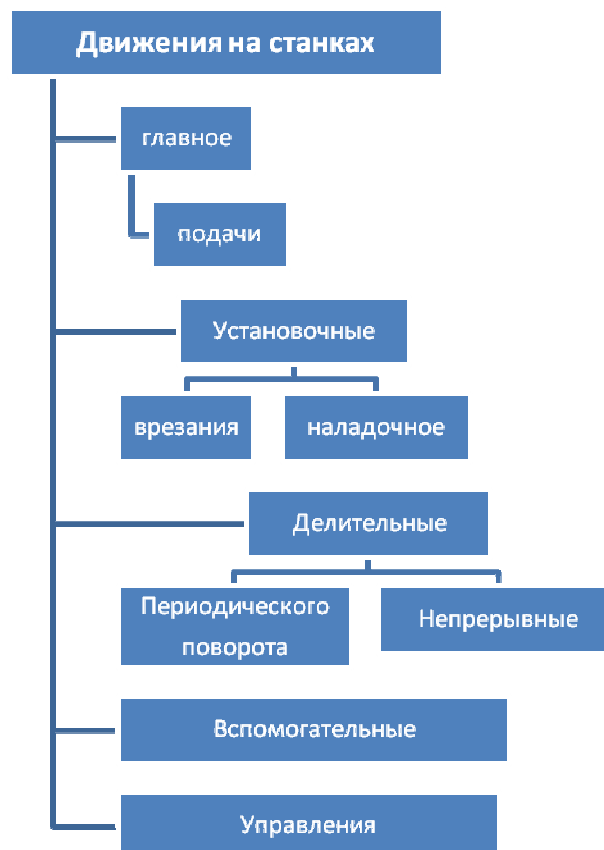 Движения на станках
главное
подачи
Установочные
врезания
наладочное
Делительные
Периодического
поворота
Непрерывные
Вспомогательные
Управления